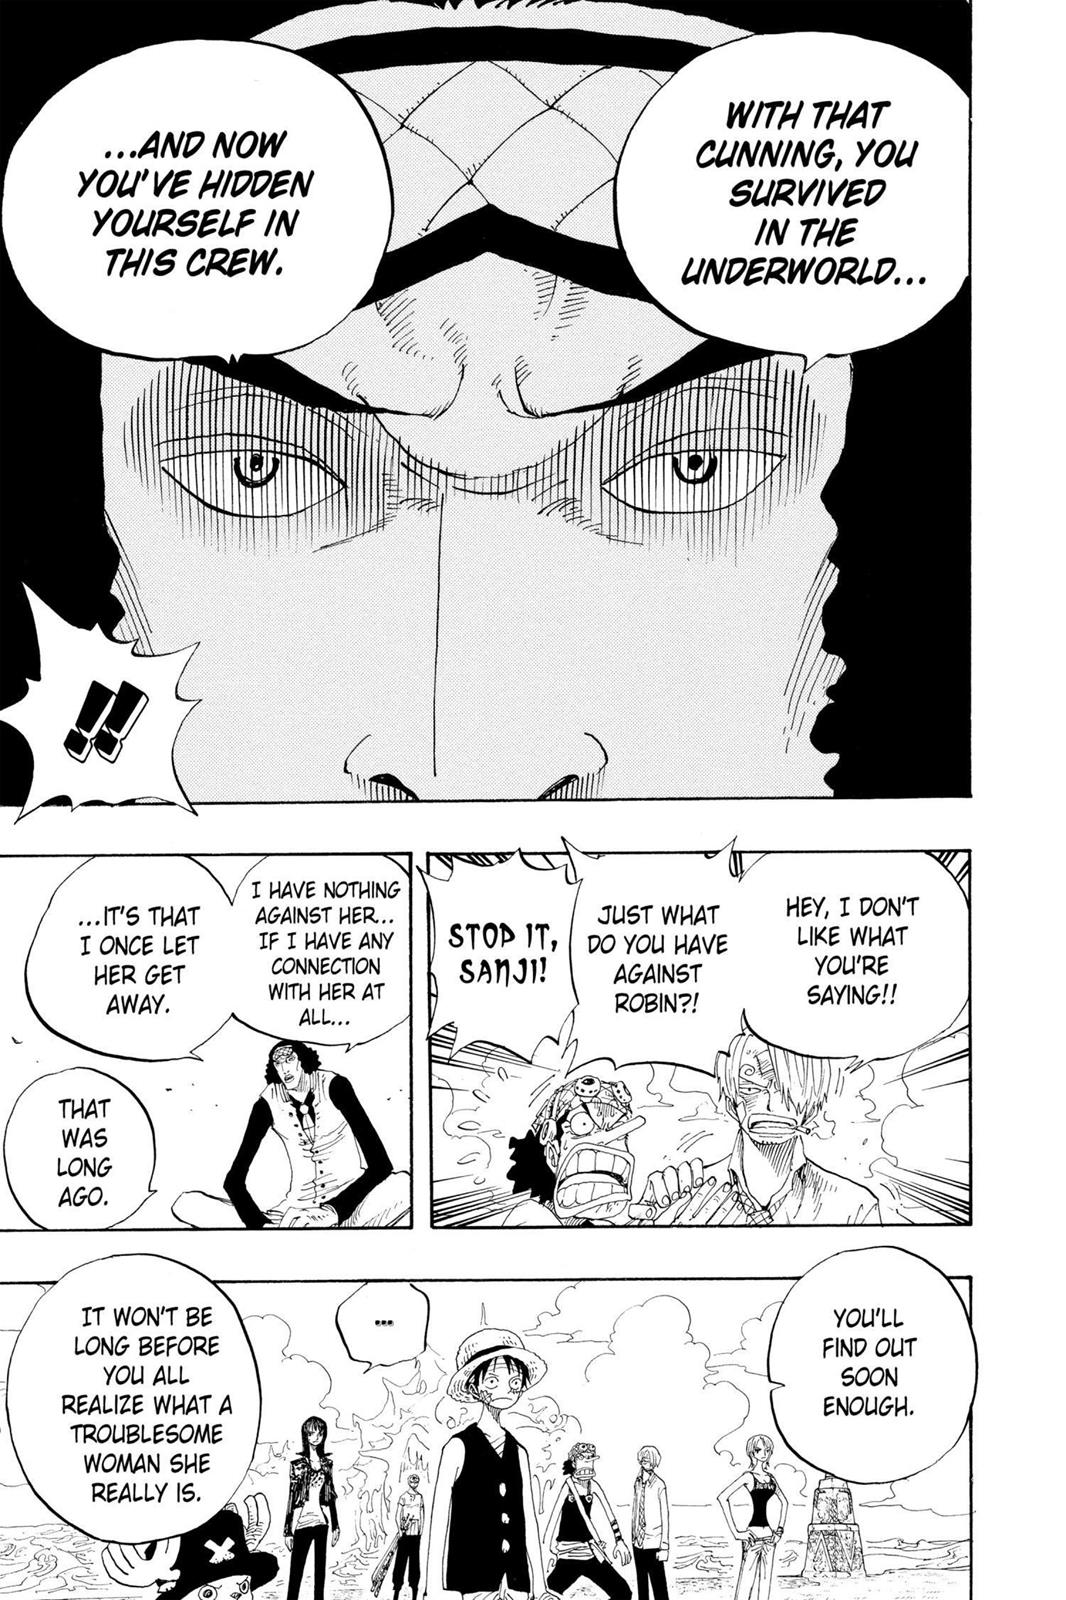 WITH THAT
CUNNING, YOU
SURVIVED
IN THE
UNDERWORLD...
...AND NOW
YOU'VE HIDDEN
YOURSELF IN
THIS CREW.
!!
HEY, I DON'T
LIKE WHAT
YOU'RE
SAYING!!
JUST WHAT
DO YOU HAVE
AGAINST
ROBIN?!
STOP IT,
SANJI!
I HAVE NOTHING
AGAINST HER...
IF I HAVE ANY
CONNECTION
WITH HER AT
ALL...
...IT'S THAT
I ONCE LET
HER GET
AWAY.
THAT
WAS
LONG
AGO.
YOU'LL
FIND OUT
SOON
ENOUGH.
...
IT WON'T BE
LONG BEFORE
YOU ALL
REALIZE WHAT A
TROUBLESOME
WOMAN SHE
REALLY IS.